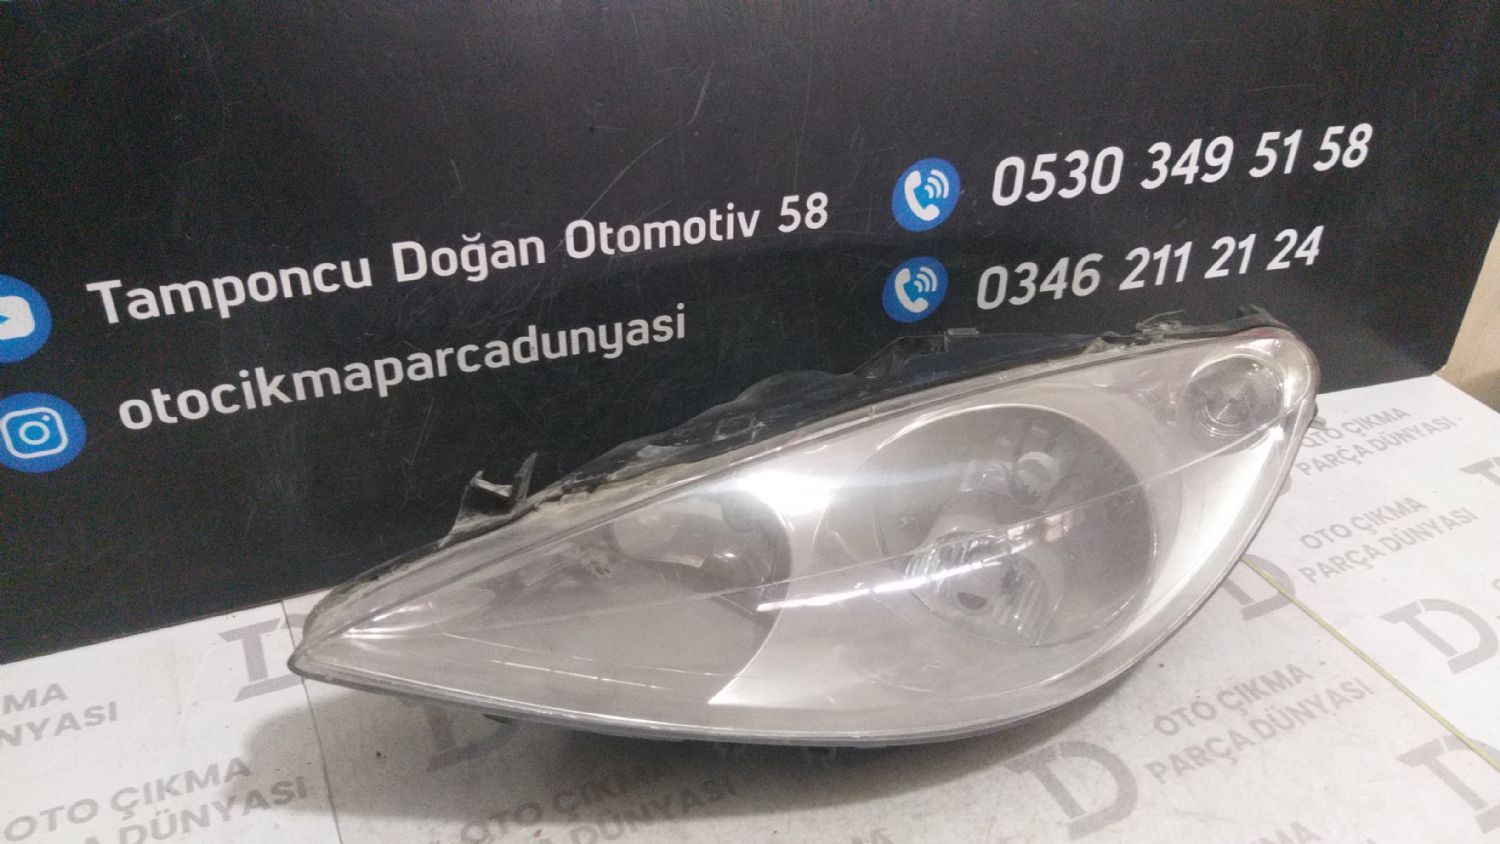 Tamponcu Doğan Otomotiv 58
otocikmaparcadunyasi
0530 349 51 58
0346 211 21 24
OTO ÇIKMA
PARÇA DÜNYASI
OTO ÇIKMA
PARÇA DÜNYASI
OTO ÇIKMA
PARÇA DÜNYASI
OTO ÇIKMA
DÜNYASI